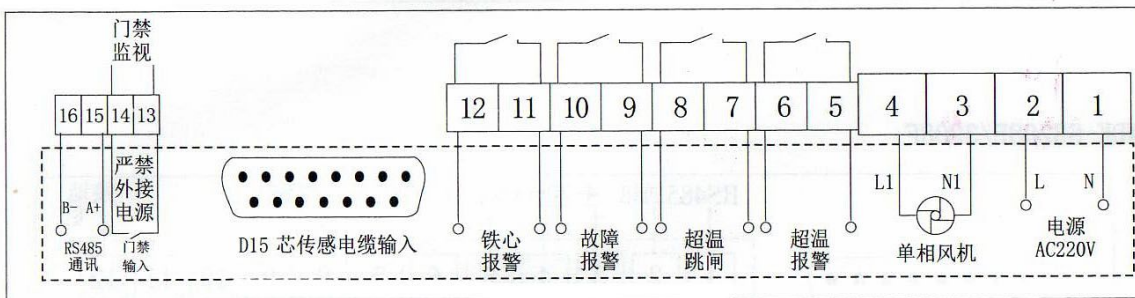 门禁
监视
16 15 14 13
12 11 10 9 8 7 6 5 4 3 2 1
严禁
外接
电源
B- A+
RS485
通讯
门禁
输入
D15 芯传感电缆输入
铁心
报警
故障
报警
超温
跳闸
超温
报警
L1 N1
单相风机
L N
电源
AC220V